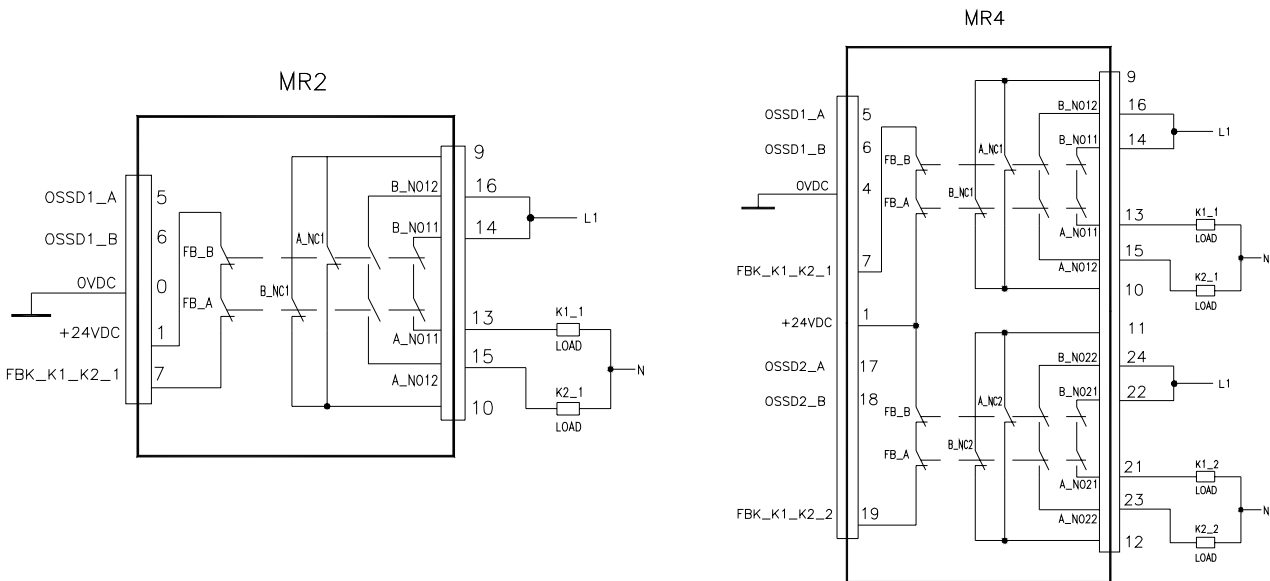 MR2
OSSD1_A 5
OSSD1_B 6
0VDC 0
+24VDC 1
FBK_K1_K2_1 7
FB_B
FB_A
B_NC1
A_NC1
B_NO12
B_NO11
A_NO11
A_NO12
9
16
14
L1
13
15
10
K1_1
LOAD
K2_1
LOAD
N
MR4
OSSD1_A 5
OSSD1_B 6
0VDC 4
FBK_K1_K2_1 7
+24VDC 1
OSSD2_A 17
OSSD2_B 18
FBK_K1_K2_2 19
FB_B
FB_A
B_NC1
A_NC1
B_NO12
B_NO11
A_NO11
A_NO12
9
16
14
L1
13
15
10
K1_1
LOAD
K2_1
LOAD
N
FB_B
FB_A
B_NC2
A_NC2
B_NO22
B_NO21
A_NO21
A_NO22
11
24
22
L1
21
23
12
K1_2
LOAD
K2_2
LOAD
N